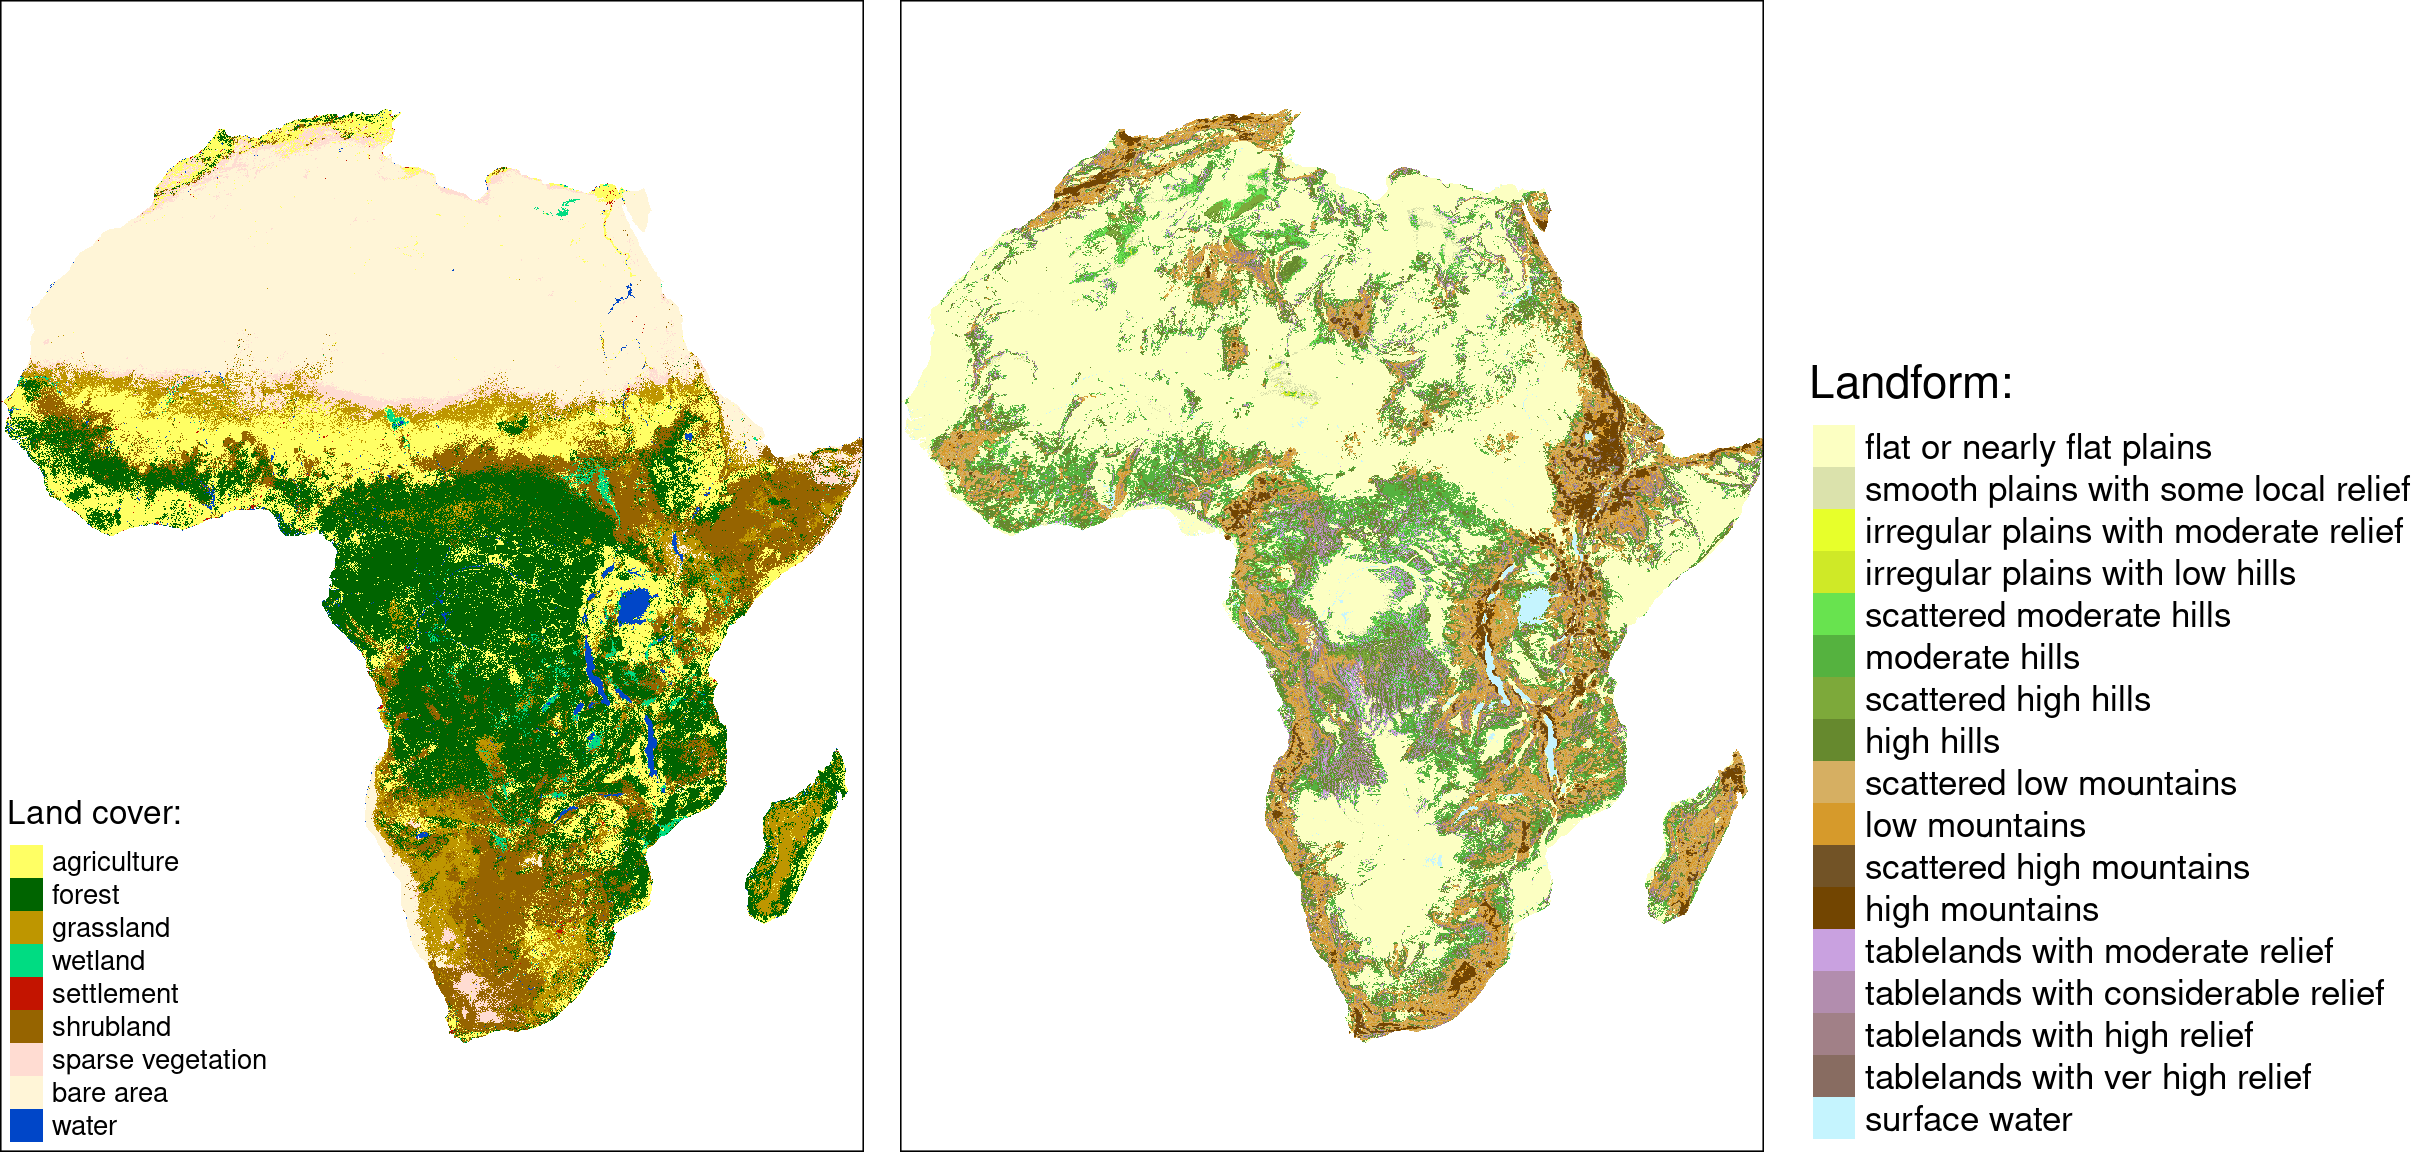 Land cover:
agriculture
forest
grassland
wetland
settlement
shrubland
sparse vegetation
bare area
water
Landform:
flat or nearly flat plains
smooth plains with some local relief
irregular plains with moderate relief
irregular plains with low hills
scattered moderate hills
moderate hills
scattered high hills
high hills
scattered low mountains
low mountains
scattered high mountains
high mountains
tablelands with moderate relief
tablelands with considerable relief
tablelands with high relief
tablelands with ver high relief
surface water